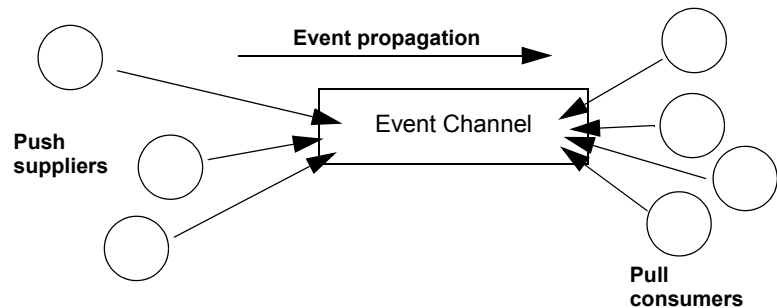 Event propagation
Event Channel
Push
suppliers
Pull
consumers